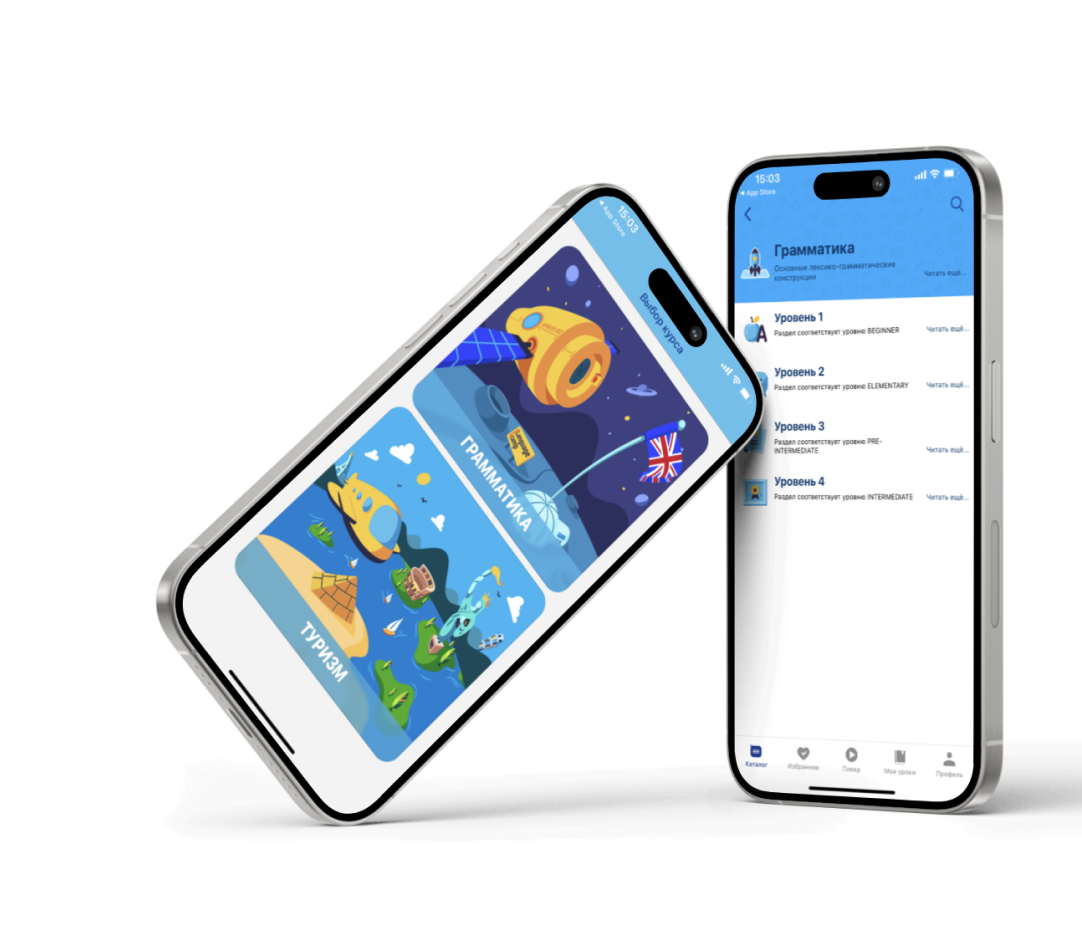 15:03
App Store
Выбор курса
ГРАММАТИКА
ТУРИЗМ
15:03
App Store
Грамматика
Основные лексико-грамматические
конструкции
Читать ещё...
Уровень 1
Раздел соответствует уровню BEGINNER
Читать ещё...
Уровень 2
Раздел соответствует уровню ELEMENTARY
Читать ещё...
Уровень 3
Раздел соответствует уровню PRE-
INTERMEDIATE
Читать ещё...
Уровень 4
Раздел соответствует уровню INTERMEDIATE
Читать ещё...
Каталог
Избранное
Плеер
Мои уроки
Профиль